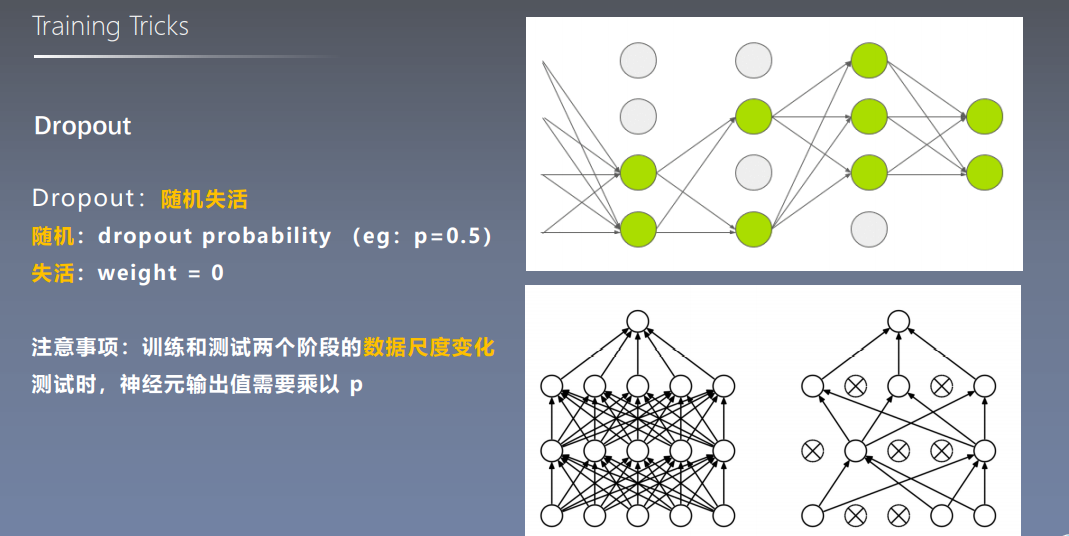 Training Tricks
Dropout
Dropout：随机失活
随机：dropout probability （eg：p=0.5）
失活：weight = 0
注意事项：训练和测试两个阶段的数据尺度变化
测试时，神经元输出值需要乘以 p